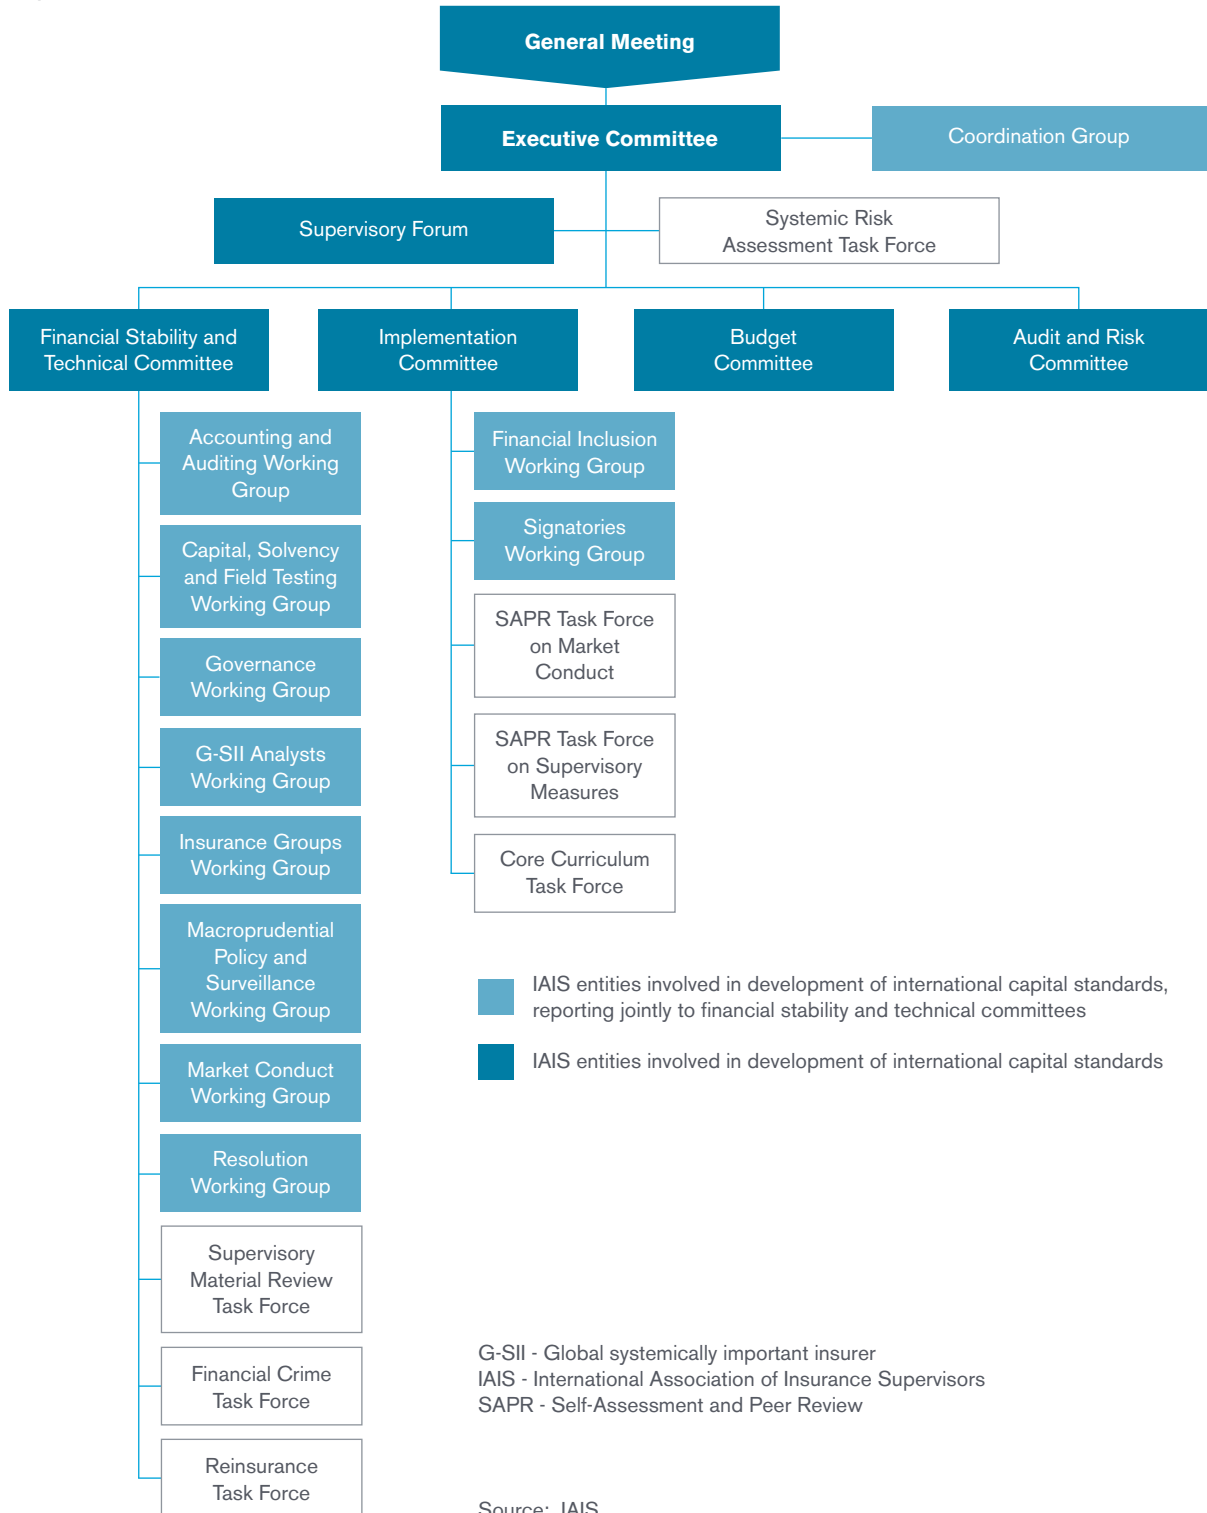 General Meeting
Executive Committee
Coordination Group
Supervisory Forum
Systemic Risk
Assessment Task Force
Financial Stability and
Technical Committee
Implementation
Committee
Budget
Committee
Audit and Risk
Committee
Accounting and
Auditing Working
Group
Capital, Solvency
and Field Testing
Working Group
Governance
Working Group
G-SII Analysts
Working Group
Insurance Groups
Working Group
Macroprudential
Policy and
Surveillance
Working Group
Market Conduct
Working Group
Resolution
Working Group
Supervisory
Material Review
Task Force
Financial Crime
Task Force
Reinsurance
Task Force
Financial Inclusion
Working Group
Signatories
Working Group
SAPR Task Force
on Market
Conduct
SAPR Task Force
on Supervisory
Measures
Core Curriculum
Task Force
IAIS entities involved in development of international capital standards,
reporting jointly to financial stability and technical committees
IAIS entities involved in development of international capital standards
G-SII - Global systemically important insurer
IAIS - International Association of Insurance Supervisors
SAPR - Self-Assessment and Peer Review
Source: IAIS